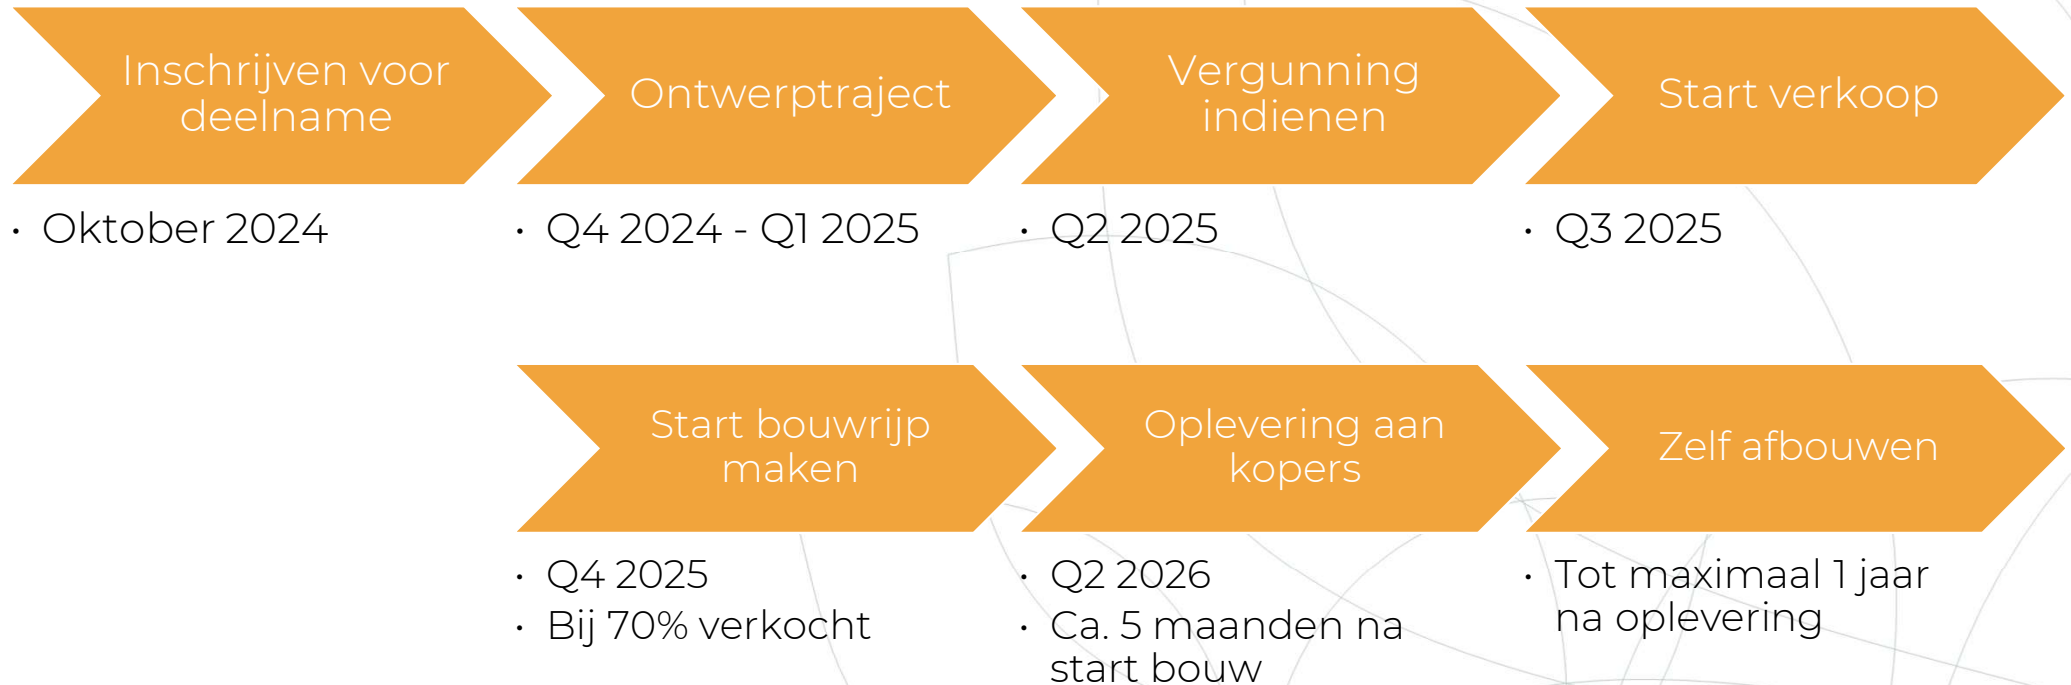 Inschrijven voor
deelname
Ontwerptraject
Vergunning
indienen
Start verkoop
· Oktober 2024
· Q4 2024 - Q1 2025
· Q2 2025
· Q3 2025
Start bouwrijp
maken
Oplevering aan
kopers
Zelf afbouwen
· Q4 2025
· Bij 70% verkocht
· Q2 2026
· Ca. 5 maanden na
start bouw
· Tot maximaal 1 jaar
na oplevering